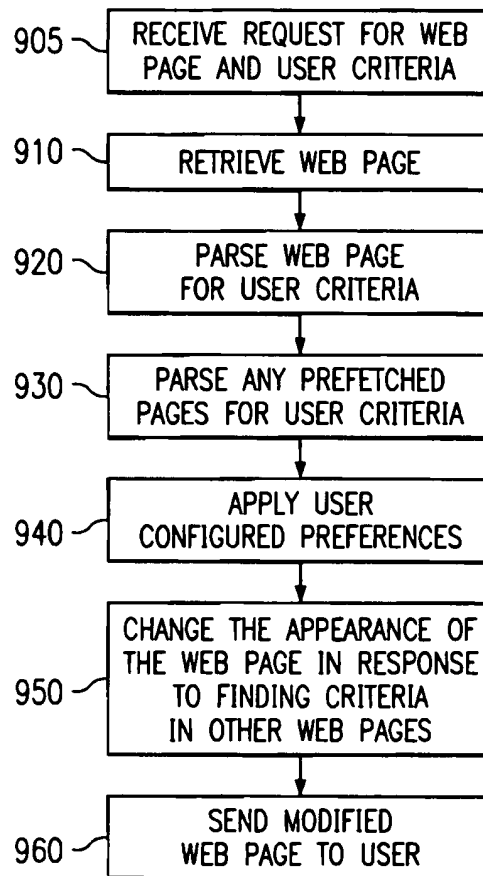 905
RECEIVE REQUEST FOR WEB
PAGE AND USER CRITERIA
910
RETRIEVE WEB PAGE
920
PARSE WEB PAGE
FOR USER CRITERIA
930
PARSE ANY PREFETCHED
PAGES FOR USER CRITERIA
940
APPLY USER
CONFIGURED PREFERENCES
950
CHANGE THE APPEARANCE OF
THE WEB PAGE IN RESPONSE
TO FINDING CRITERIA
IN OTHER WEB PAGES
960
SEND MODIFIED
WEB PAGE TO USER